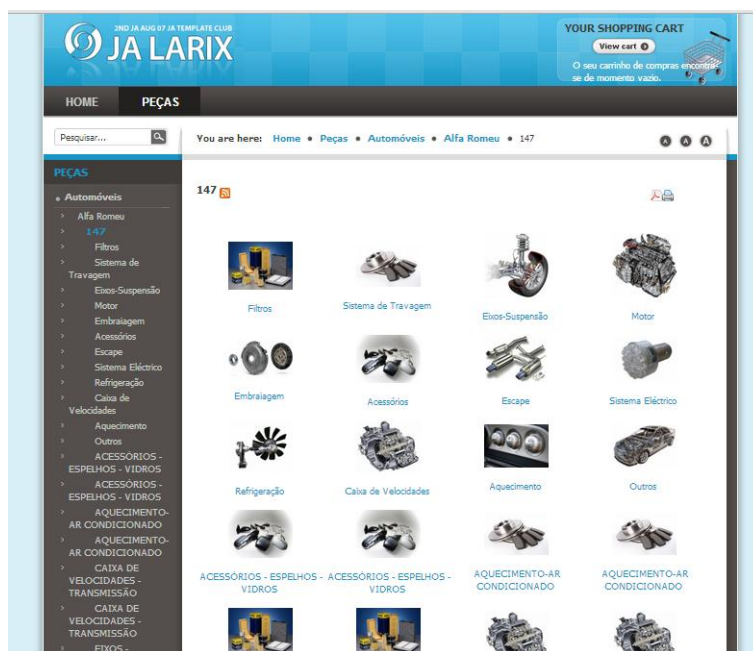 2ND JA AUG 07 JA TEMPLATE CLUB
JA LARIX
YOUR SHOPPING CART
View cart
O seu carrinho de compras encontra
se de momento vazio.
HOME PEÇAS
Pesquisar...
You are here: Home • Peças • Automóveis • Alfa Romeu • 147
A A A
PEÇAS
Automóveis
Alfa Romeu
147
Filtros
Sistema de
Travagem
Eixos-Suspensão
Motor
Embraiagem
Acessórios
Escape
Sistema Eléctrico
Refrigeração
Caixa de
Velocidades
Aquecimento
Outros
ACESSÓRIOS -
ESPELHOS - VIDROS
ACESSÓRIOS -
ESPELHOS - VIDROS
AQUECIMENTO-
AR CONDICIONADO
AQUECIMENTO-
AR CONDICIONADO
CAIXA DE
VELOCIDADES -
TRANSMISSÃO
CAIXA DE
VELOCIDADES -
TRANSMISSÃO
EIXOS -
147
Filtros
Sistema de Travagem
Eixos-Suspensão
Motor
Embraiagem
Acessórios
Escape
Sistema Eléctrico
Refrigeração
Caixa de Velocidades
Aquecimento
Outros
ACESSÓRIOS - ESPELHOS -
VIDROS
ACESSÓRIOS - ESPELHOS -
VIDROS
AQUECIMENTO-AR
CONDICIONADO
AQUECIMENTO-AR
CONDICIONADO